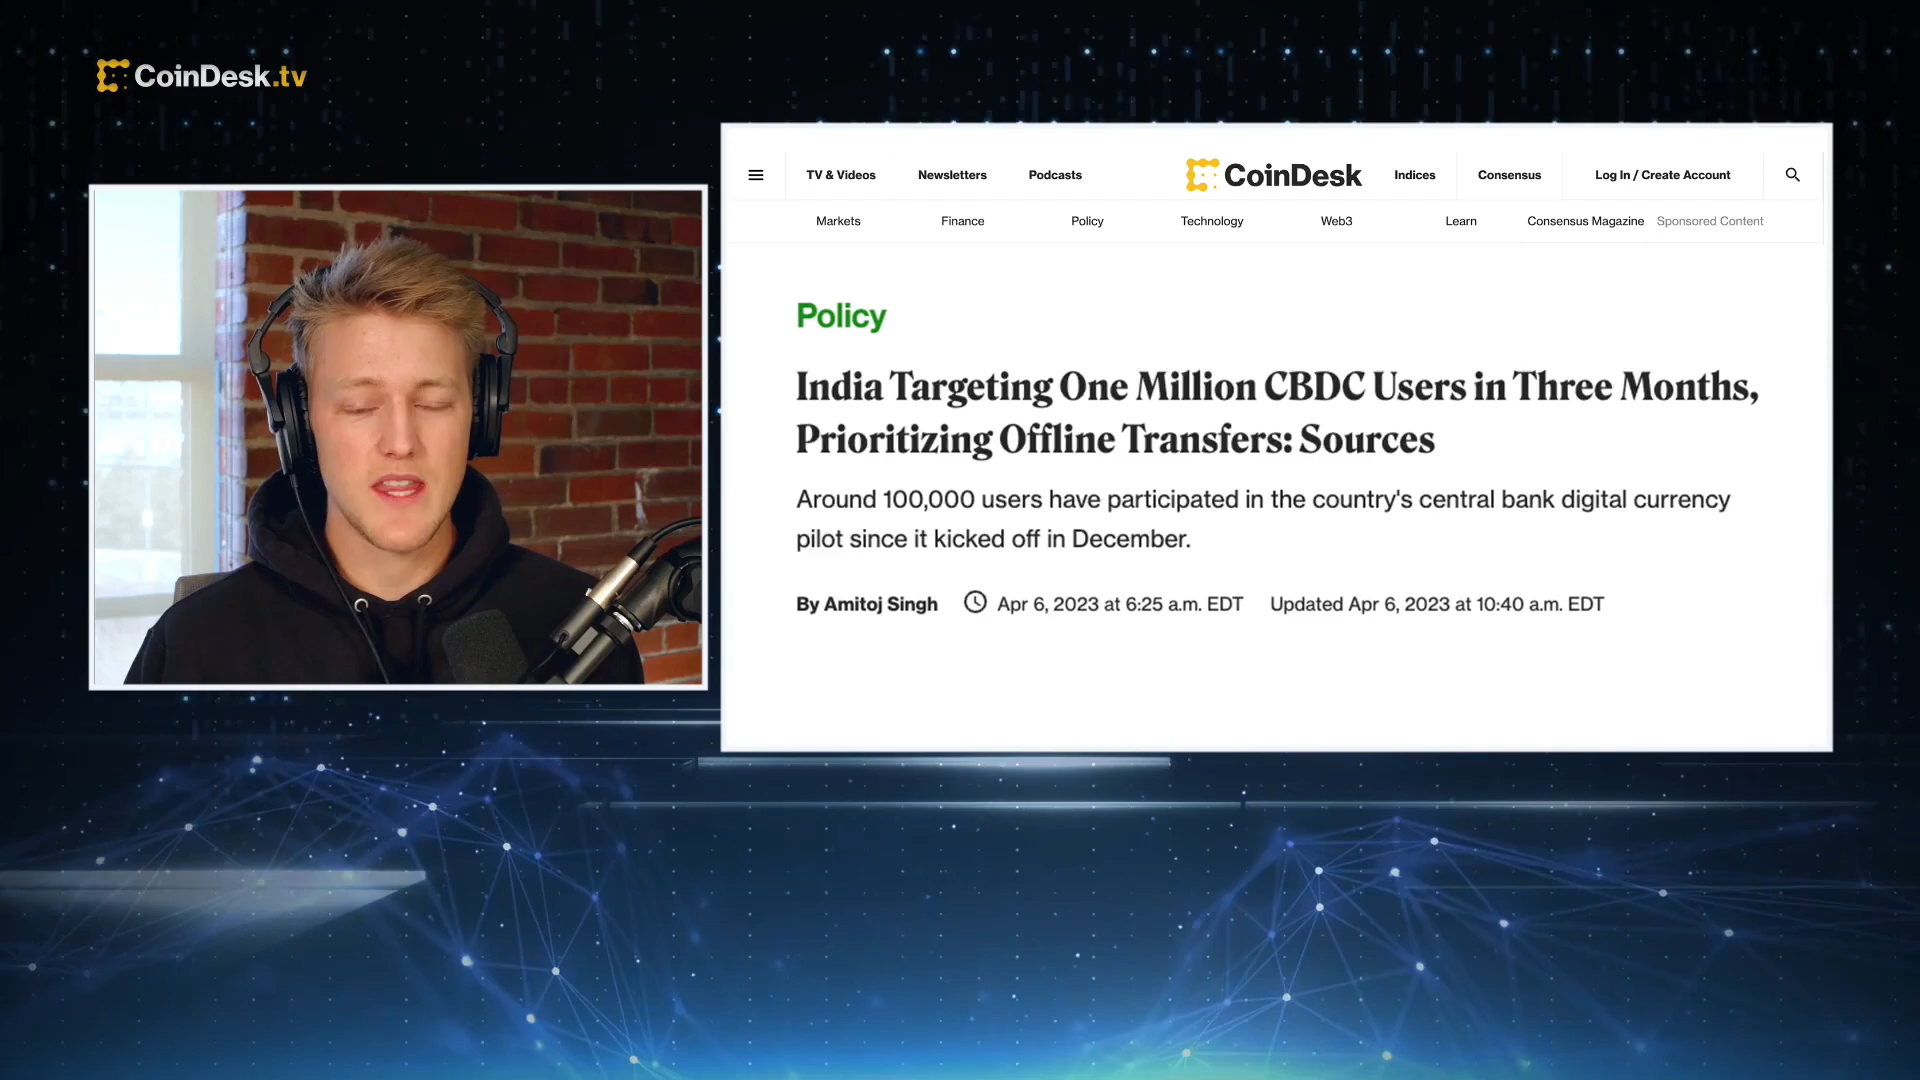 CoinDesk.tv
TV & Videos Newsletters Podcasts CoinDesk Indices Consensus Log In / Create Account
Markets Finance Policy Technology Web3 Learn Consensus Magazine Sponsored Content
Policy
India Targeting One Million CBDC Users in Three Months,
Prioritizing Offline Transfers: Sources
Around 100,000 users have participated in the country's central bank digital currency
pilot since it kicked off in December.
By Amitoj Singh Apr 6, 2023 at 6:25 a.m. EDT Updated Apr 6, 2023 at 10:40 a.m. EDT